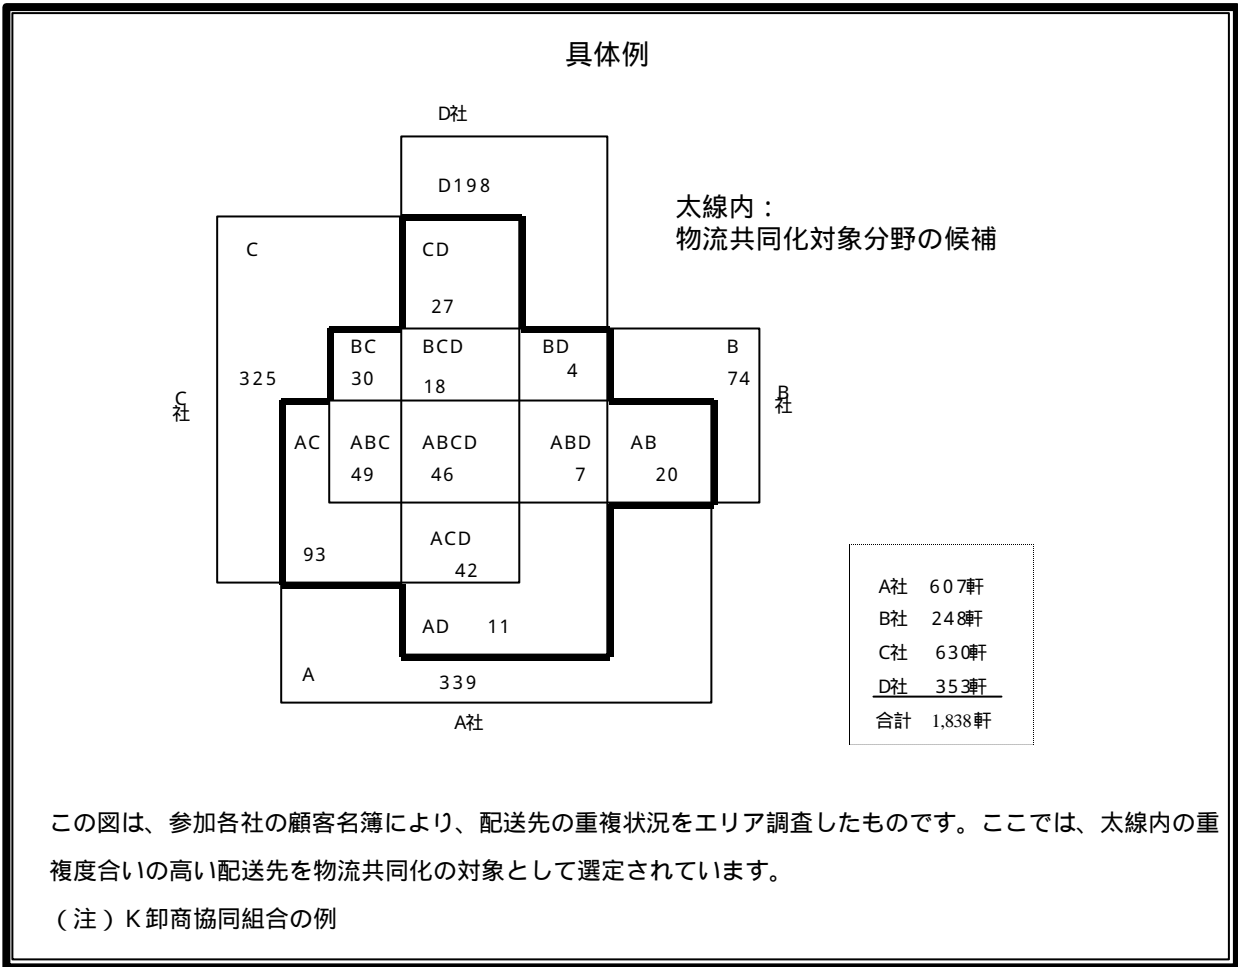 具体例
D社
D198
太線内：
物流共同化対象分野の候補
C
CD
27
BC
BCD
BD
B
30
18
4
74
325
C社
B社
AC
ABC
ABCD
ABD
AB
49
46
7
20
93
ACD
42
AD 11
A
339
A社
A社 607軒
B社 248軒
C社 630軒
D社 353軒
合計 1,838軒
この図は、参加各社の顧客名簿により、配送先の重複状況をエリア調査したものです。ここでは、太線内の重
複度合いの高い配送先を物流共同化の対象として選定されています。
（注）K卸商協同組合の例